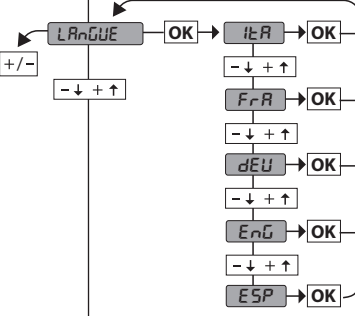 LAnGUE OK ItA OK
+/-
- ↓ + ↑ - ↓ + ↑
FrA OK
- ↓ + ↑
dEU OK
- ↓ + ↑
EnG OK
- ↓ + ↑
ESP OK